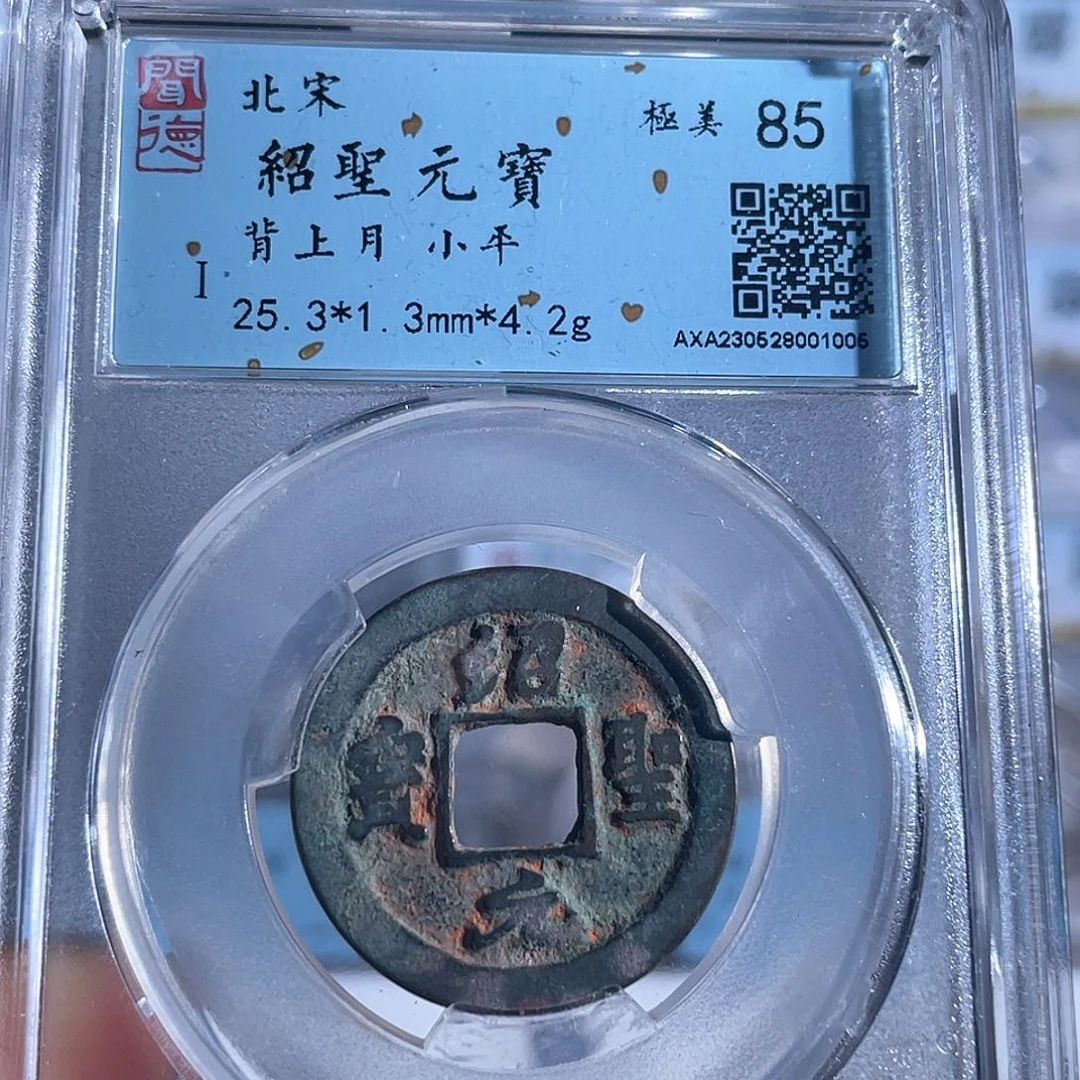 聞德
北宋
極美 85
紹聖元寶
背上月 小平
I
25.3*1.3mm*4.2g
AXA230528001005
紹聖元寶